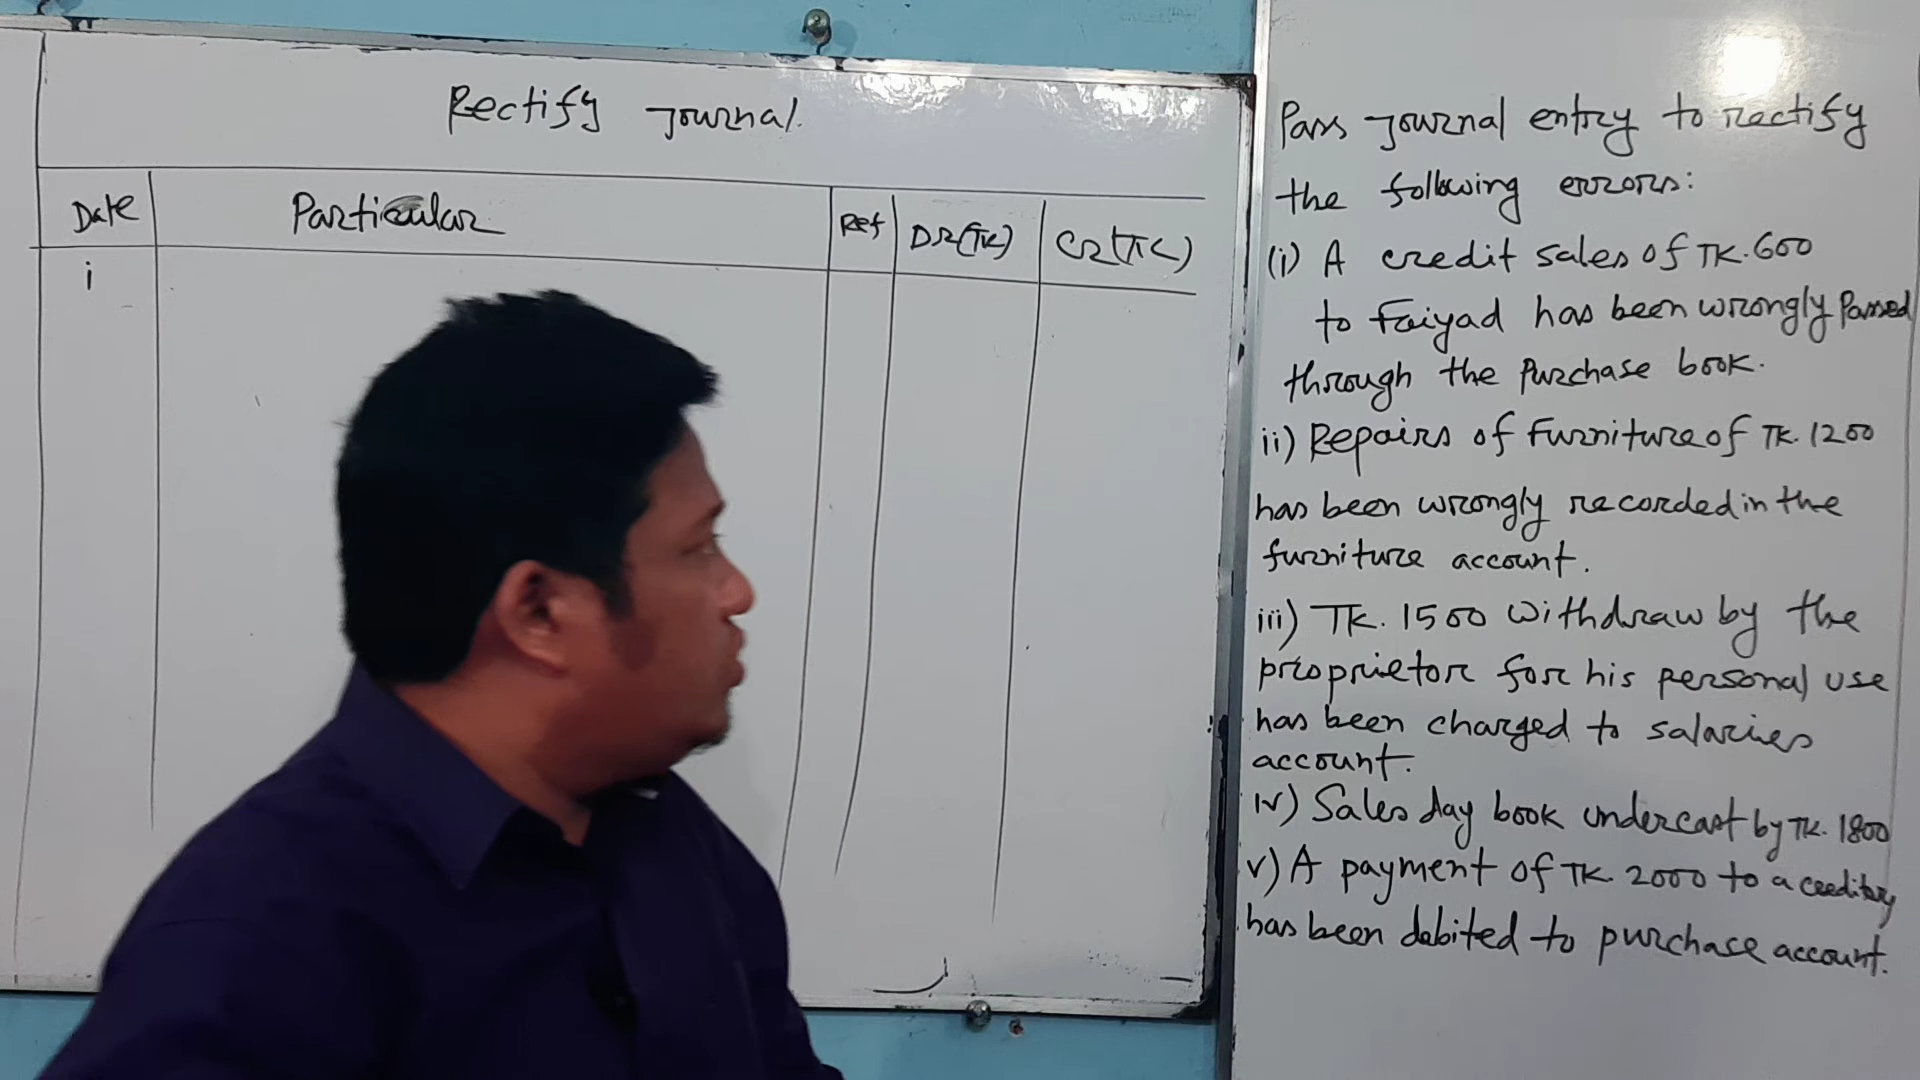 Rectify Journal.
Date Particular Ref DR(TK) CR(TK)
i
Pass Journal entry to rectify
the following errors:
(i) A credit sales of TK.600
to Faiyad has been wrongly Passed
through the Purchase book.
ii) Repairs of Furniture of TK. 1200
has been wrongly recorded in the
furniture account.
iii) TK. 1500 withdraw by the
proprietor for his personal use
has been charged to salaries
account.
iv) Sales day book undercast by TK. 1800
v) A payment of TK. 2000 to a
has been debited to purchase account.